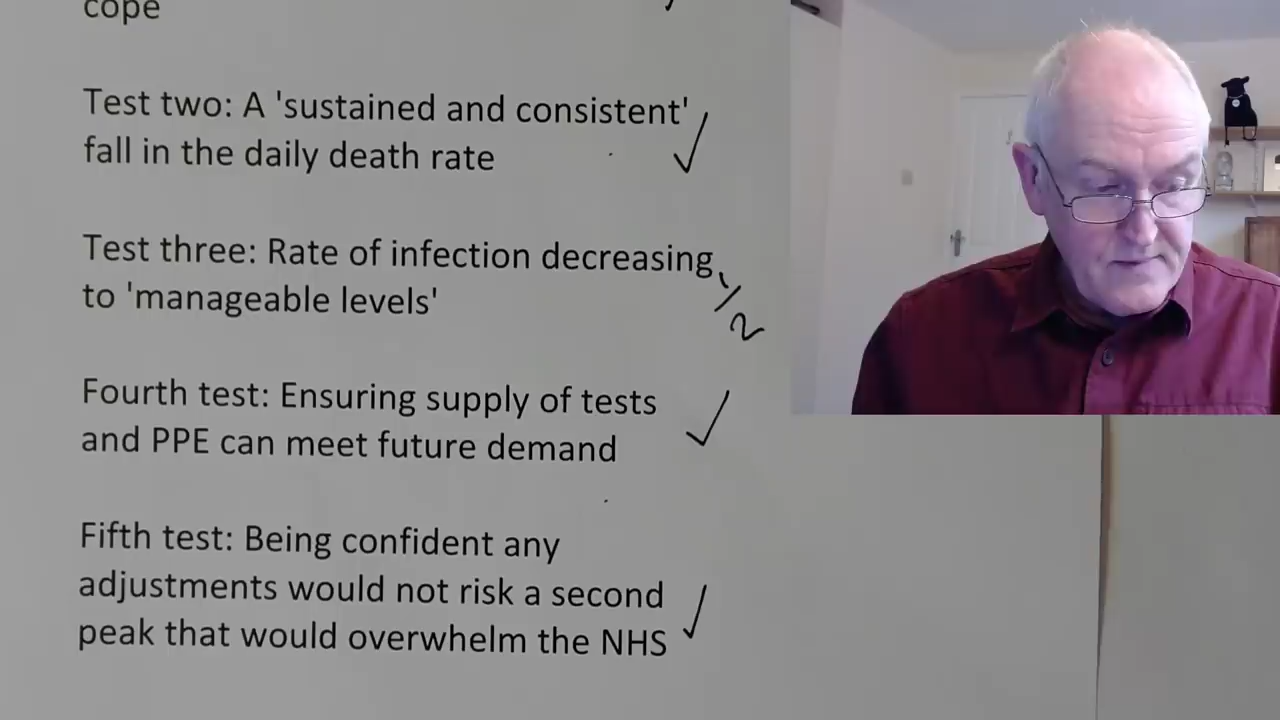 cope
Test two: A 'sustained and consistent'
fall in the daily death rate
Test three: Rate of infection decreasing
to 'manageable levels' 1/2
Fourth test: Ensuring supply of tests
and PPE can meet future demand
Fifth test: Being confident any
adjustments would not risk a second
peak that would overwhelm the NHS